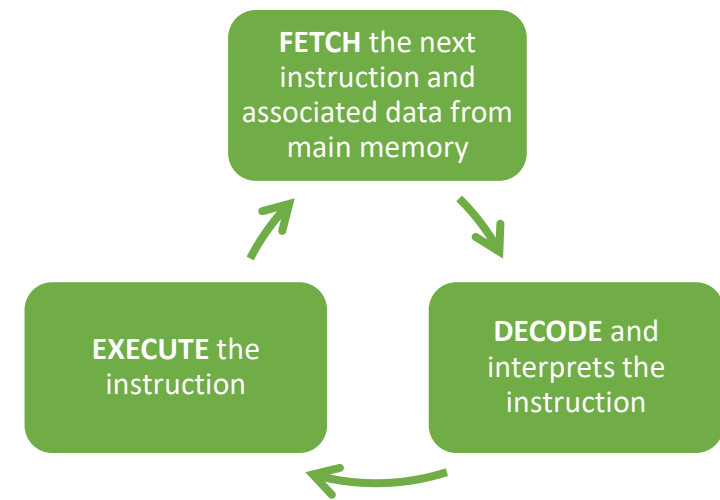 FETCH the next
instruction and
associated data from
main memory
DECODE and
interprets the
instruction
EXECUTE the
instruction